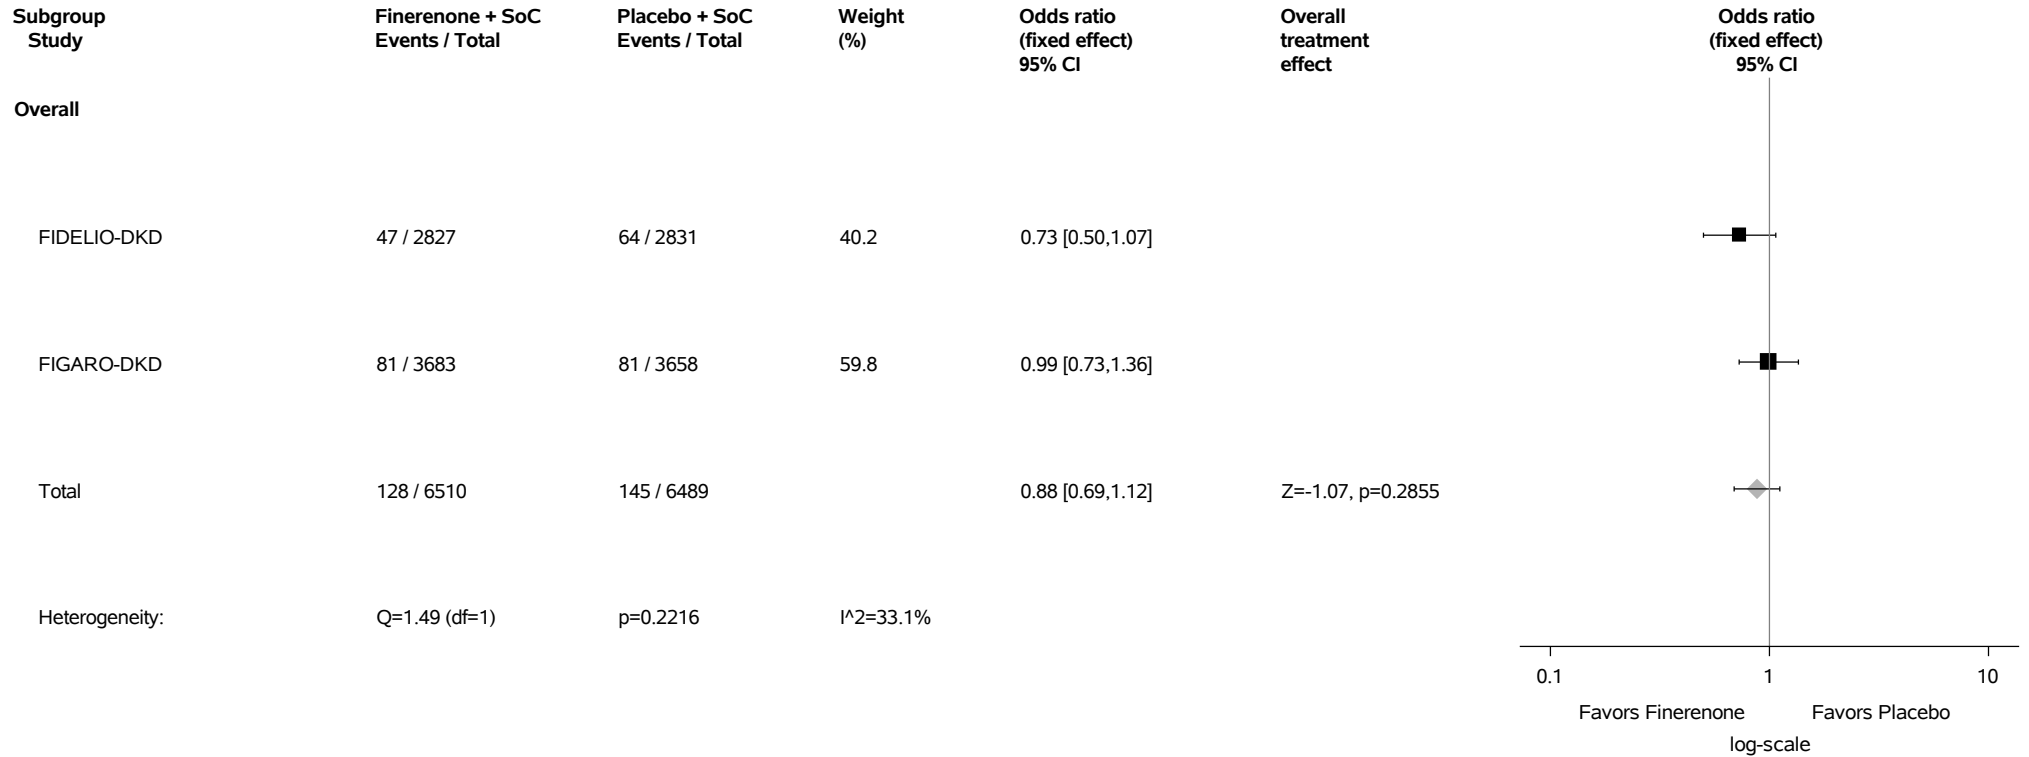 Subgroup Finerenone + SoC Placebo + SoC Weight Odds ratio Overall Odds ratio
Study Events / Total Events / Total (%) (fixed effect) treatment (fixed effect)
95% CI effect 95% CI
Overall
FIDELIO-DKD 47 / 2827 64 / 2831 40.2 0.73 [0.50,1.07]
FIGARO-DKD 81 / 3683 81 / 3658 59.8 0.99 [0.73,1.36]
Total 128 / 6510 145 / 6489 0.88 [0.69,1.12] Z=-1.07, p=0.2855
Heterogeneity: Q=1.49 (df=1) p=0.2216 I^2=33.1%
0.1 1 10
Favors Finerenone Favors Placebo
log-scale